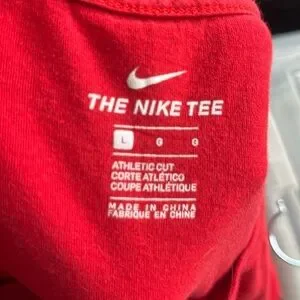 THE NIKE TEE
L G G
ATHLETIC CUT
CORTE ATLÉTICO
COUPE ATHLÉTIQUE
MADE IN CHINA
FABRIQUÉ EN CHINE